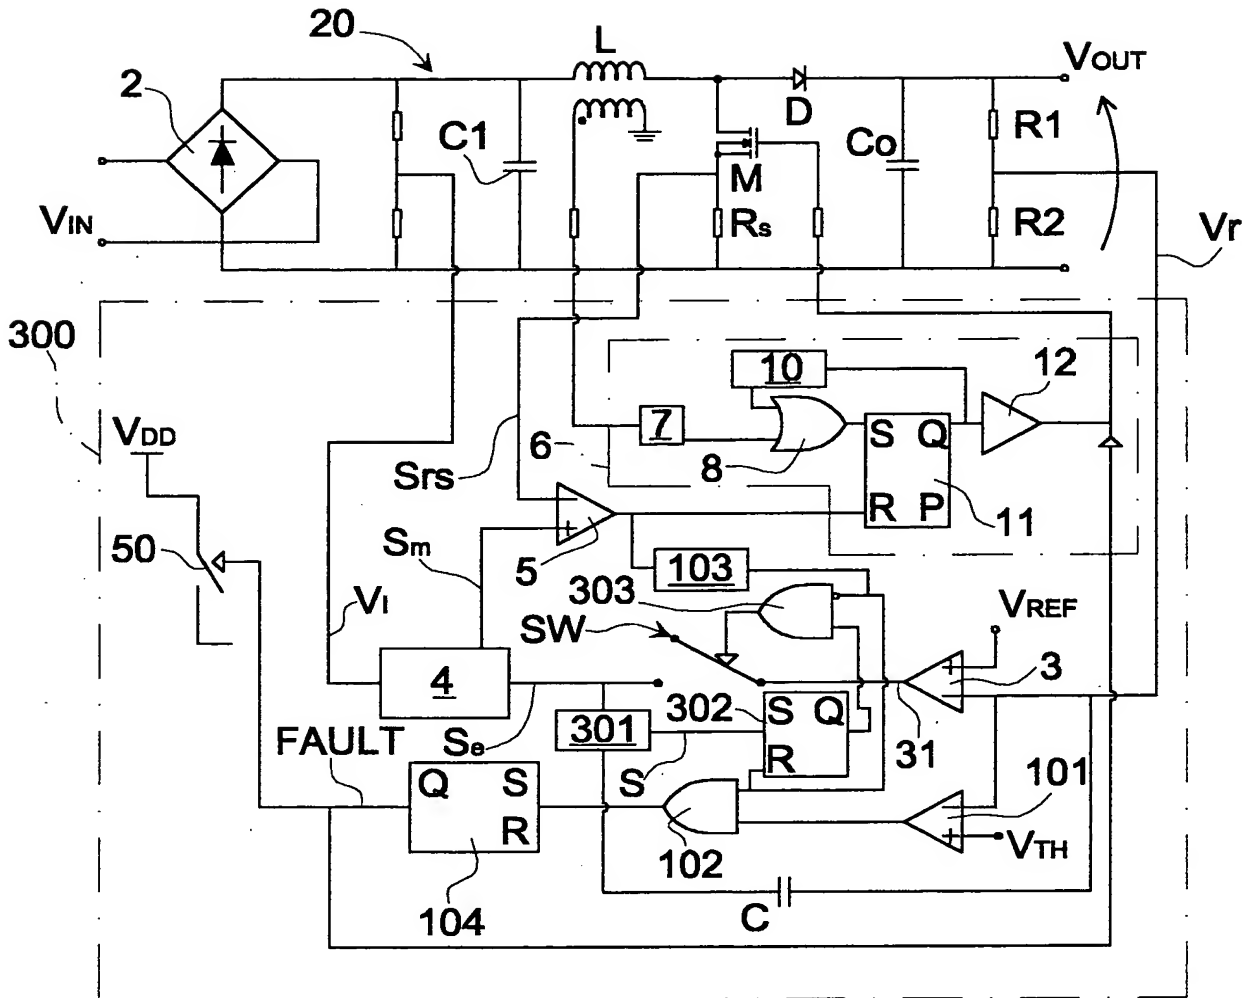 20
L
VOUT
2
C1
D
Co
R1
M
VIN
Rs
R2
Vr
300
10
12
VDD
7
S Q
6
8
Srs
R P
11
50
Sm
5
103
303
VREF
VI
SW
4
3
302
S Q
301
31
FAULT
Se
R
S
101
Q S
R
102
VTH
104
C